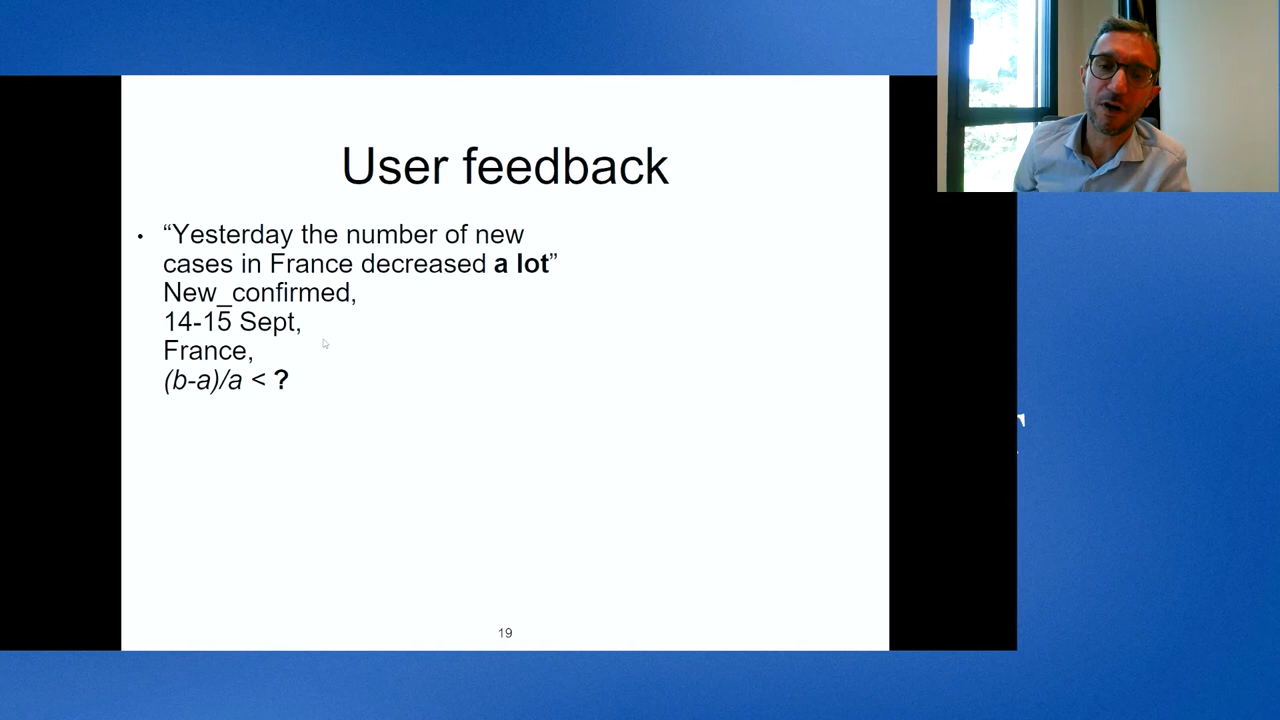 User feedback
• “Yesterday the number of new
cases in France decreased a lot”
New_confirmed,
14-15 Sept,
France,
(b-a)/a < ?
19